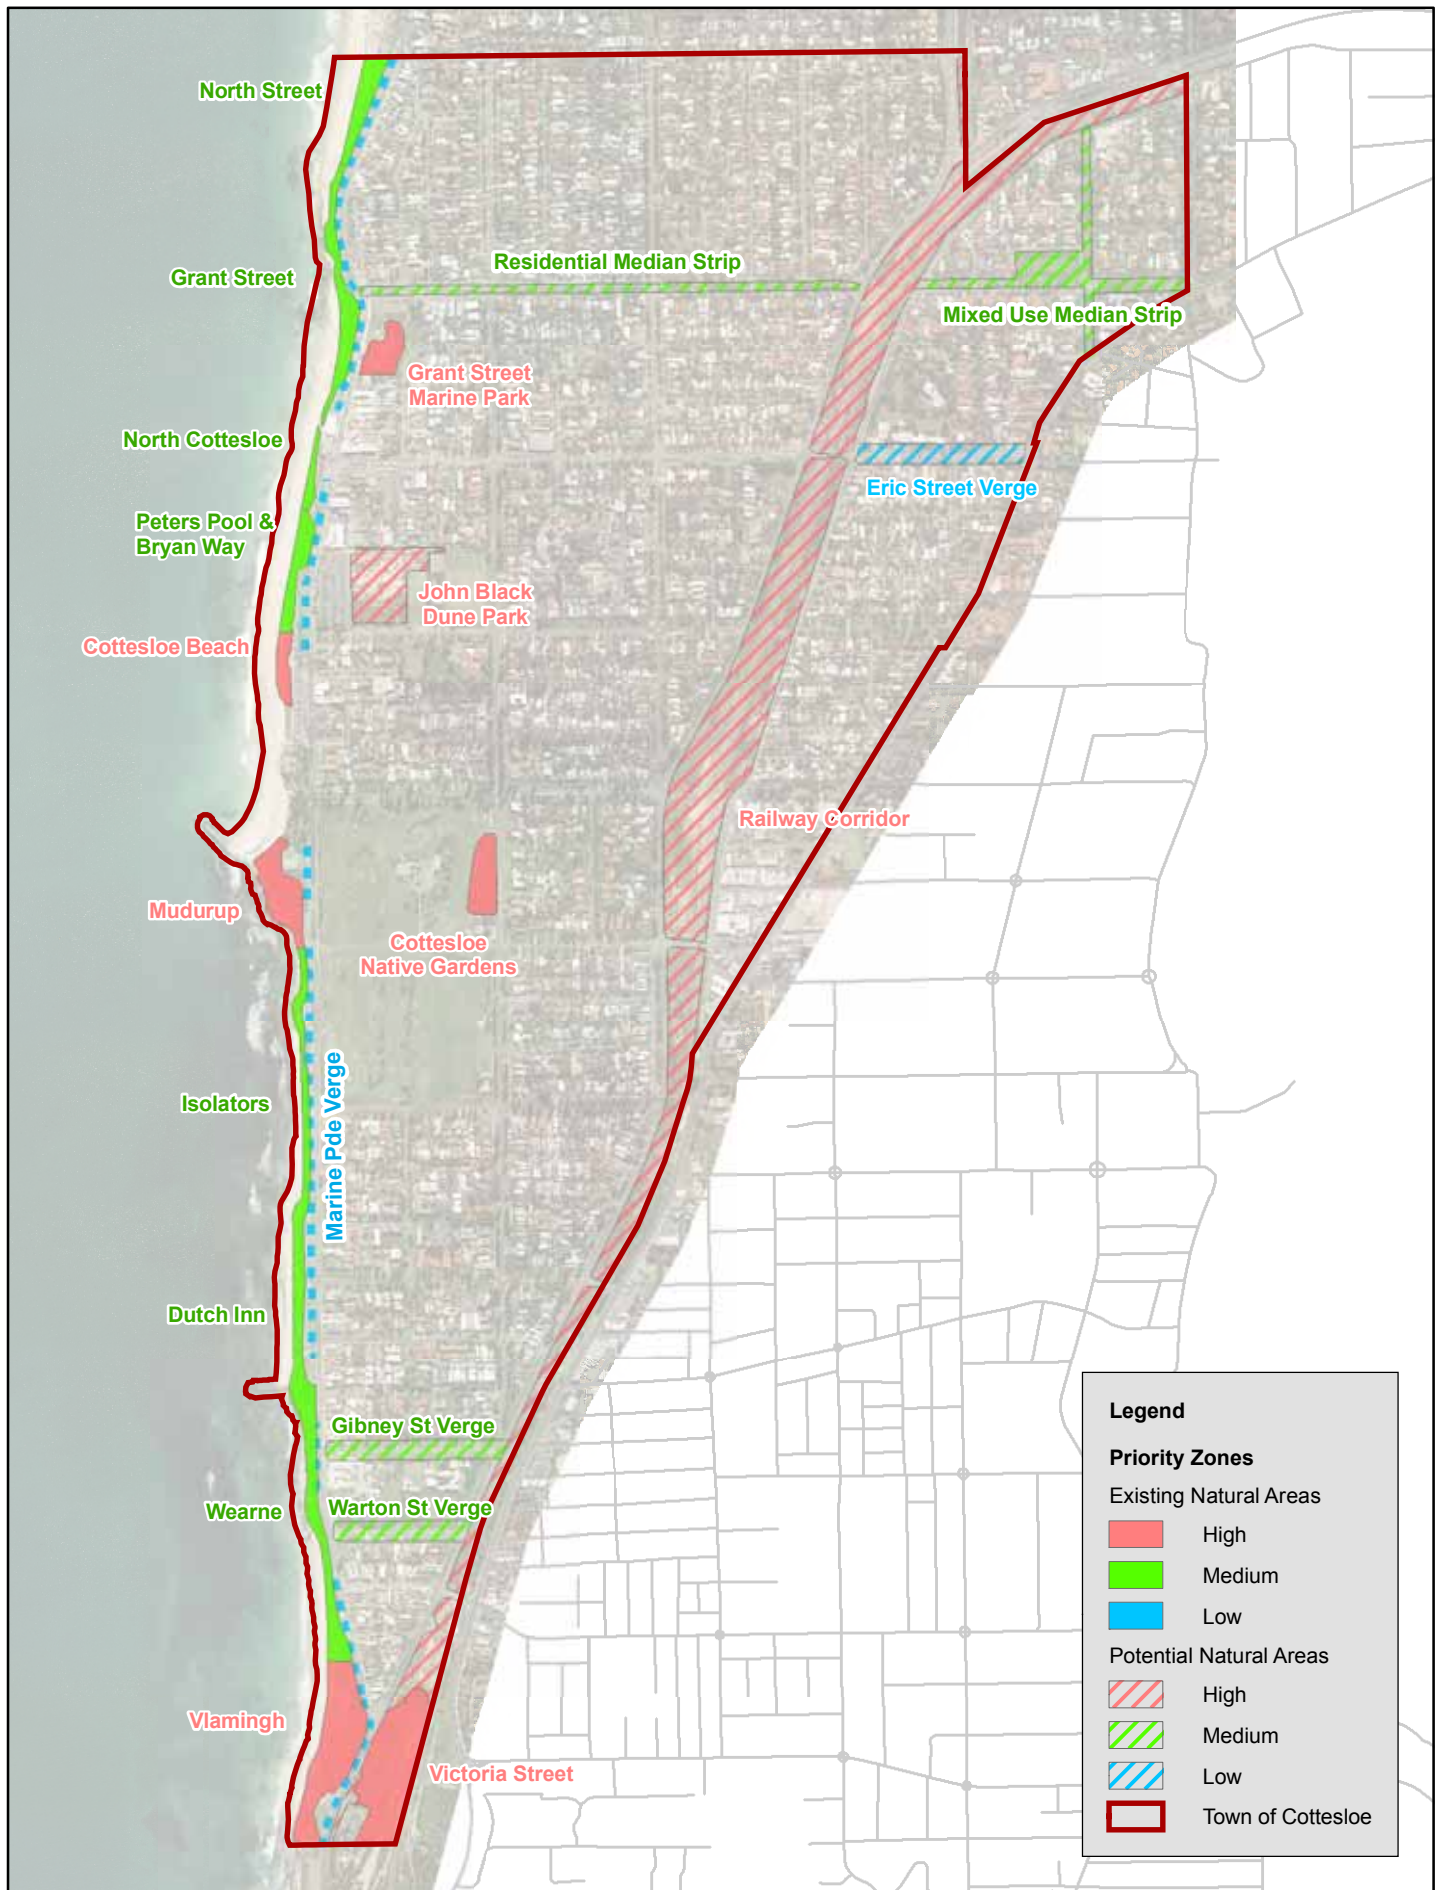 North Street
Residential Median Strip
Grant Street
Mixed Use Median Strip
Grant Street
Marine Park
North Cottesloe
Eric Street Verge
Peters Pool &
Bryan Way
John Black
Dune Park
Cottesloe Beach
Railway Corridor
Mudurup
Cottesloe
Native Gardens
Marine Pde Verge
Isolators
Dutch Inn
Gibney St Verge
Wearne
Warton St Verge
Vlamingh
Victoria Street
Legend
Priority Zones
Existing Natural Areas
High
Medium
Low
Potential Natural Areas
High
Medium
Low
Town of Cottesloe